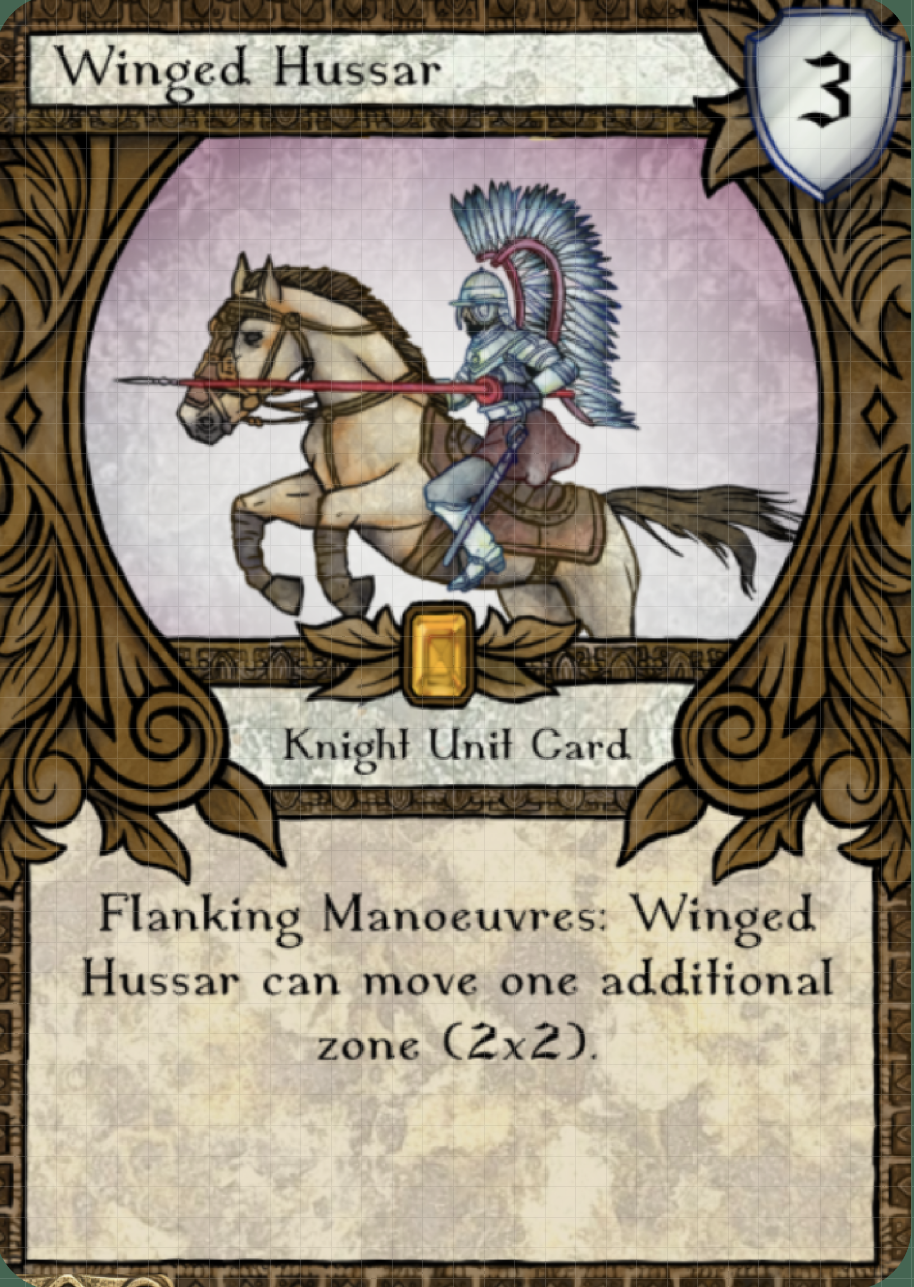 Winged Hussar
3
Knight Unit Card
Flanking Manoeuvres: Winged
Hussar can move one additional
zone (2x2).